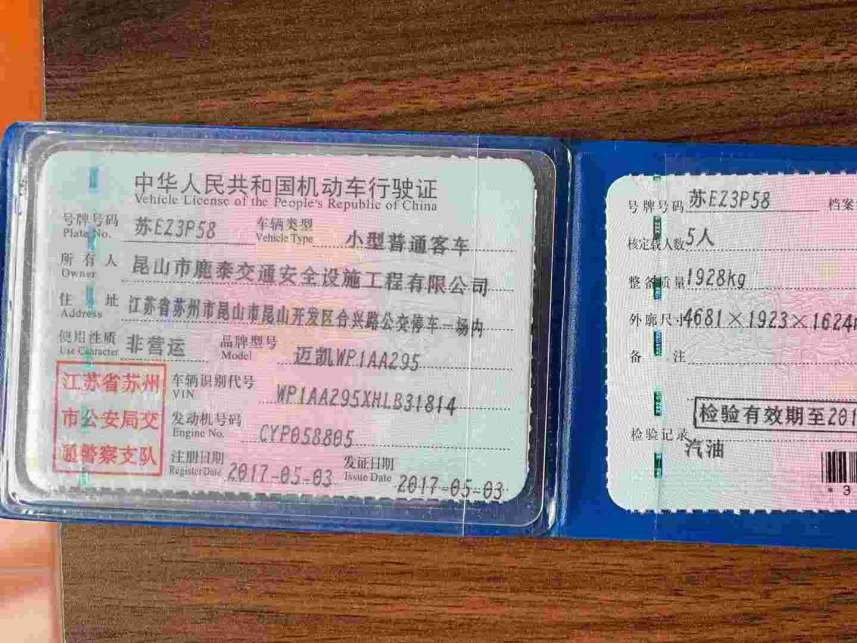 中华人民共和国机动车行驶证
Vehicle License of the People's Republic of China
号牌号码 苏EZ3P58 车辆类型 小型普通客车
Plate No. Vehicle Type
所有人 昆山市鹿泰交通安全设施工程有限公司
Owner
住址 江苏省苏州市昆山市昆山开发区合兴路公交停车一场内
Address
使用性质 非营运 品牌型号 迈凯WP1AA295
Use Character Model
江苏省苏州
市公安局交
通警察支队
车辆识别代号 WP1AA295XHLB31814
VIN
发动机号码 CYP058805
Engine No.
注册日期 2017-05-03 发证日期 2017-05-03
Register Date Issue Date
号牌号码 苏EZ3P58 档案
核定载人数 5人
整备质量 1928kg
外廓尺寸 4681×1923×1624
备注
检验有效期至201
检验记录
汽油
*3